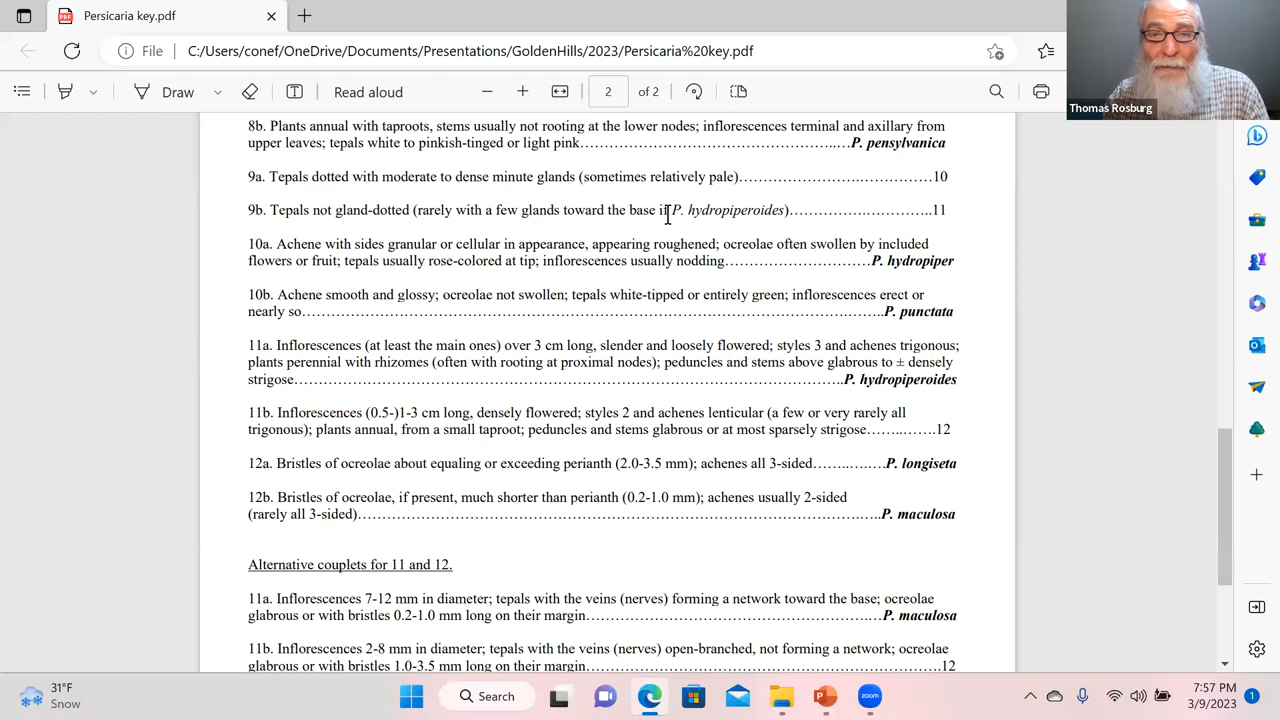 Persicaria key.pdf
File
C:/Users/conef/OneDrive/Documents/Presentations/GoldenHills/2023/Persicaria%20key.pdf
Draw
Read aloud
2
of 2
Thomas Rosburg
8b. Plants annual with taproots, stems usually not rooting at the lower nodes; inflorescences terminal and axillary from
upper leaves; tepals white to pinkish-tinged or light pink……………………………………..…P. pensylvanica
9a. Tepals dotted with moderate to dense minute glands (sometimes relatively pale)…………….…………..10
9b. Tepals not gland-dotted (rarely with a few glands toward the base if P. hydropiperoides)……………….…………..11
10a. Achene with sides granular or cellular in appearance, appearing roughened; ocreolae often swollen by included
flowers or fruit; tepals usually rose-colored at tip; inflorescences usually nodding…………………………P. hydropiper
10b. Achene smooth and glossy; ocreolae not swollen; tepals white-tipped or entirely green; inflorescences erect or
nearly so……………………………………………………………………………….……..P. punctata
11a. Inflorescences (at least the main ones) over 3 cm long, slender and loosely flowered; styles 3 and achenes trigonous;
plants perennial with rhizomes (often with rooting at proximal nodes); peduncles and stems above glabrous to ± densely
strigose………………………………………………………………………………..P. hydropiperoides
11b. Inflorescences (0.5-)1-3 cm long, densely flowered; styles 2 and achenes lenticular (a few or very rarely all
trigonous); plants annual, from a small taproot; peduncles and stems glabrous or at most sparsely strigose……..…….12
12a. Bristles of ocreolae about equaling or exceeding perianth (2.0-3.5 mm); achenes all 3-sided……..….…P. longiseta
12b. Bristles of ocreolae, if present, much shorter than perianth (0.2-1.0 mm); achenes usually 2-sided
(rarely all 3-sided)……………………………………………………………………….…..P. maculosa
Alternative couplets for 11 and 12.
11a. Inflorescences 7-12 mm in diameter; tepals with the veins (nerves) forming a network toward the base; ocreolae
glabrous or with bristles 0.2-1.0 mm long on their margin……………………………………………..…P. maculosa
11b. Inflorescences 2-8 mm in diameter; tepals with the veins (nerves) open-branched, not forming a network; ocreolae
glabrous or with bristles 1.0-3.5 mm long on their margin………………………………………………………12
31°F
Snow
Search
zoom
7:57 PM
3/9/2023
1